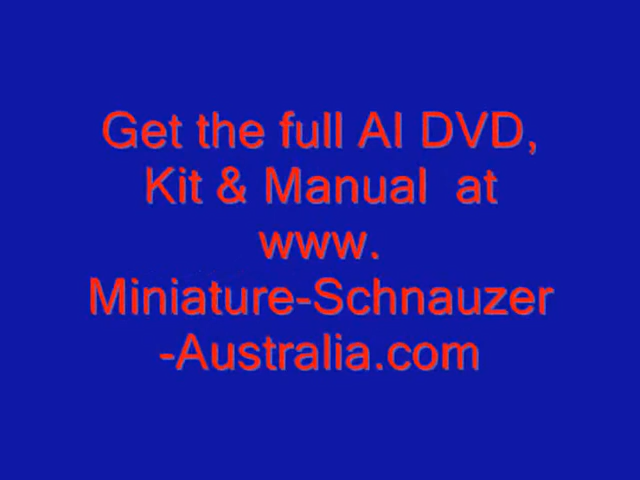 Get the full AI DVD,
Kit & Manual  at
www.
Miniature-Schnauzer
-Australia.com